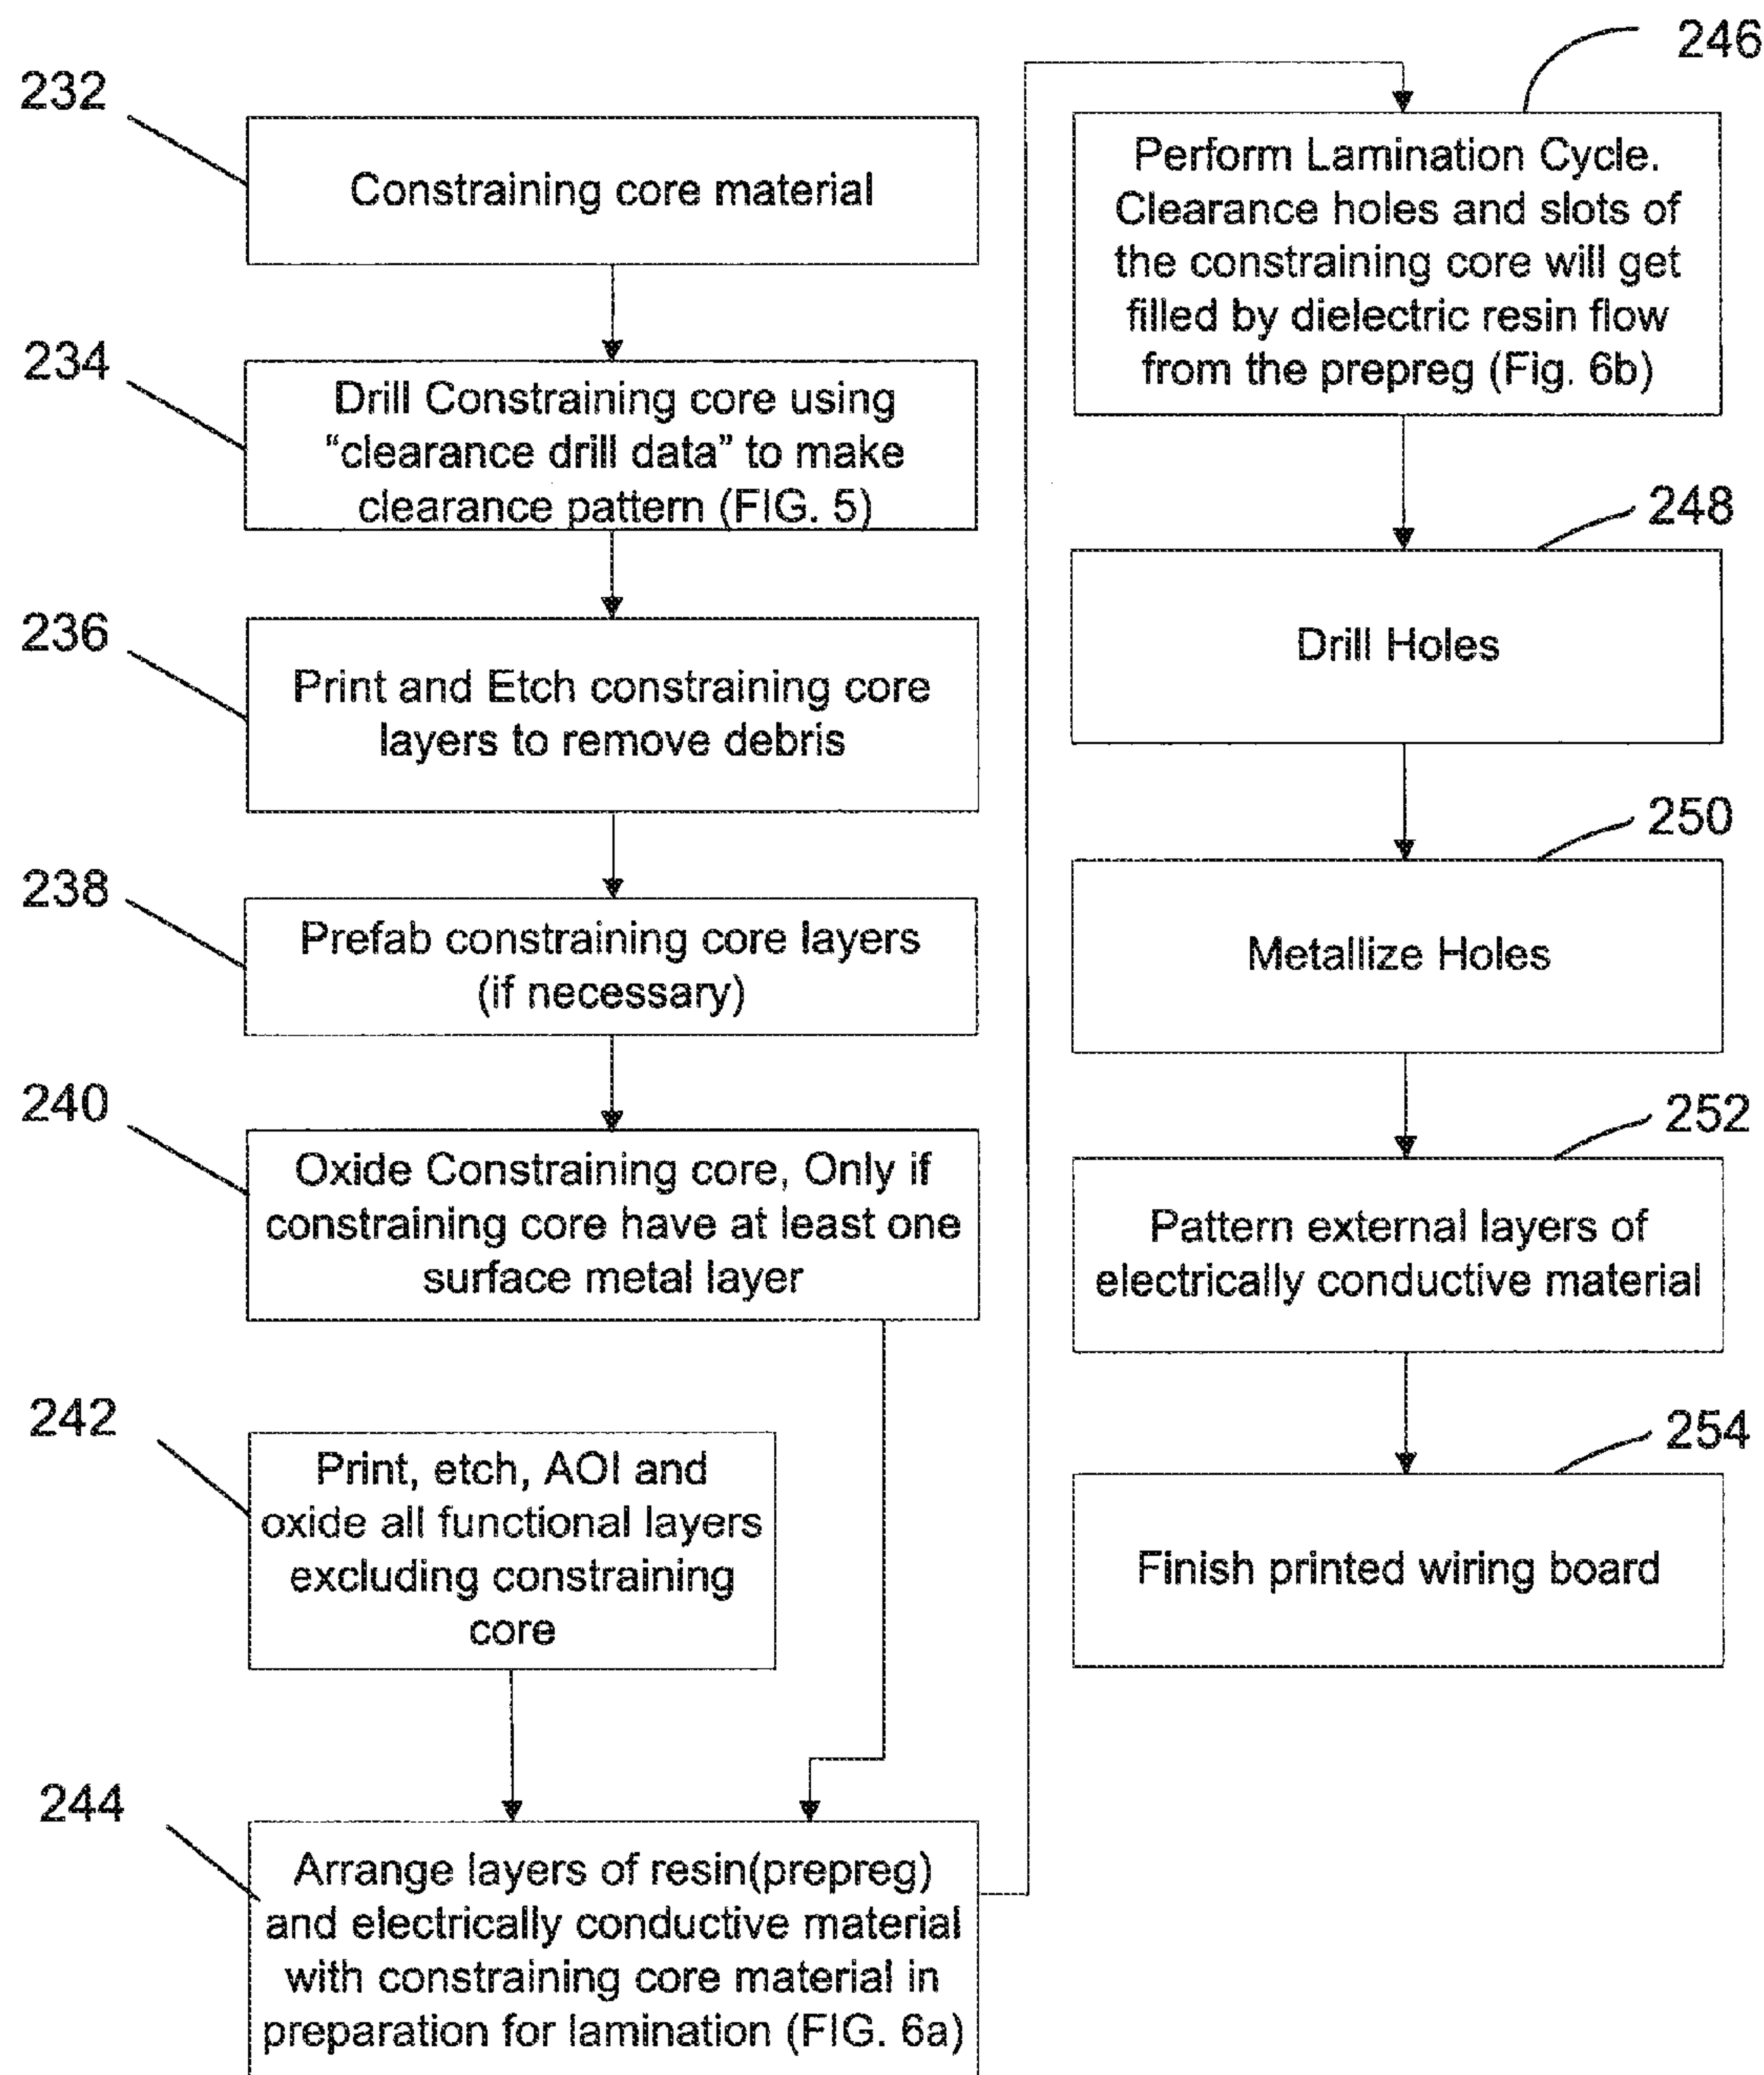 232
Constraining core material
234
Drill Constraining core using
“clearance drill data” to make
clearance pattern (FIG. 5)
236
Print and Etch constraining core
layers to remove debris
238
Prefab constraining core layers
(if necessary)
240
Oxide Constraining core, Only if
constraining core have at least one
surface metal layer
242
Print, etch, AOI and
oxide all functional layers
excluding constraining
core
244
Arrange layers of resin(prepreg)
and electrically conductive material
with constraining core material in
preparation for lamination (FIG. 6a)
246
Perform Lamination Cycle.
Clearance holes and slots of
the constraining core will get
filled by dielectric resin flow
from the prepreg (Fig. 6b)
248
Drill Holes
250
Metallize Holes
252
Pattern external layers of
electrically conductive material
254
Finish printed wiring board